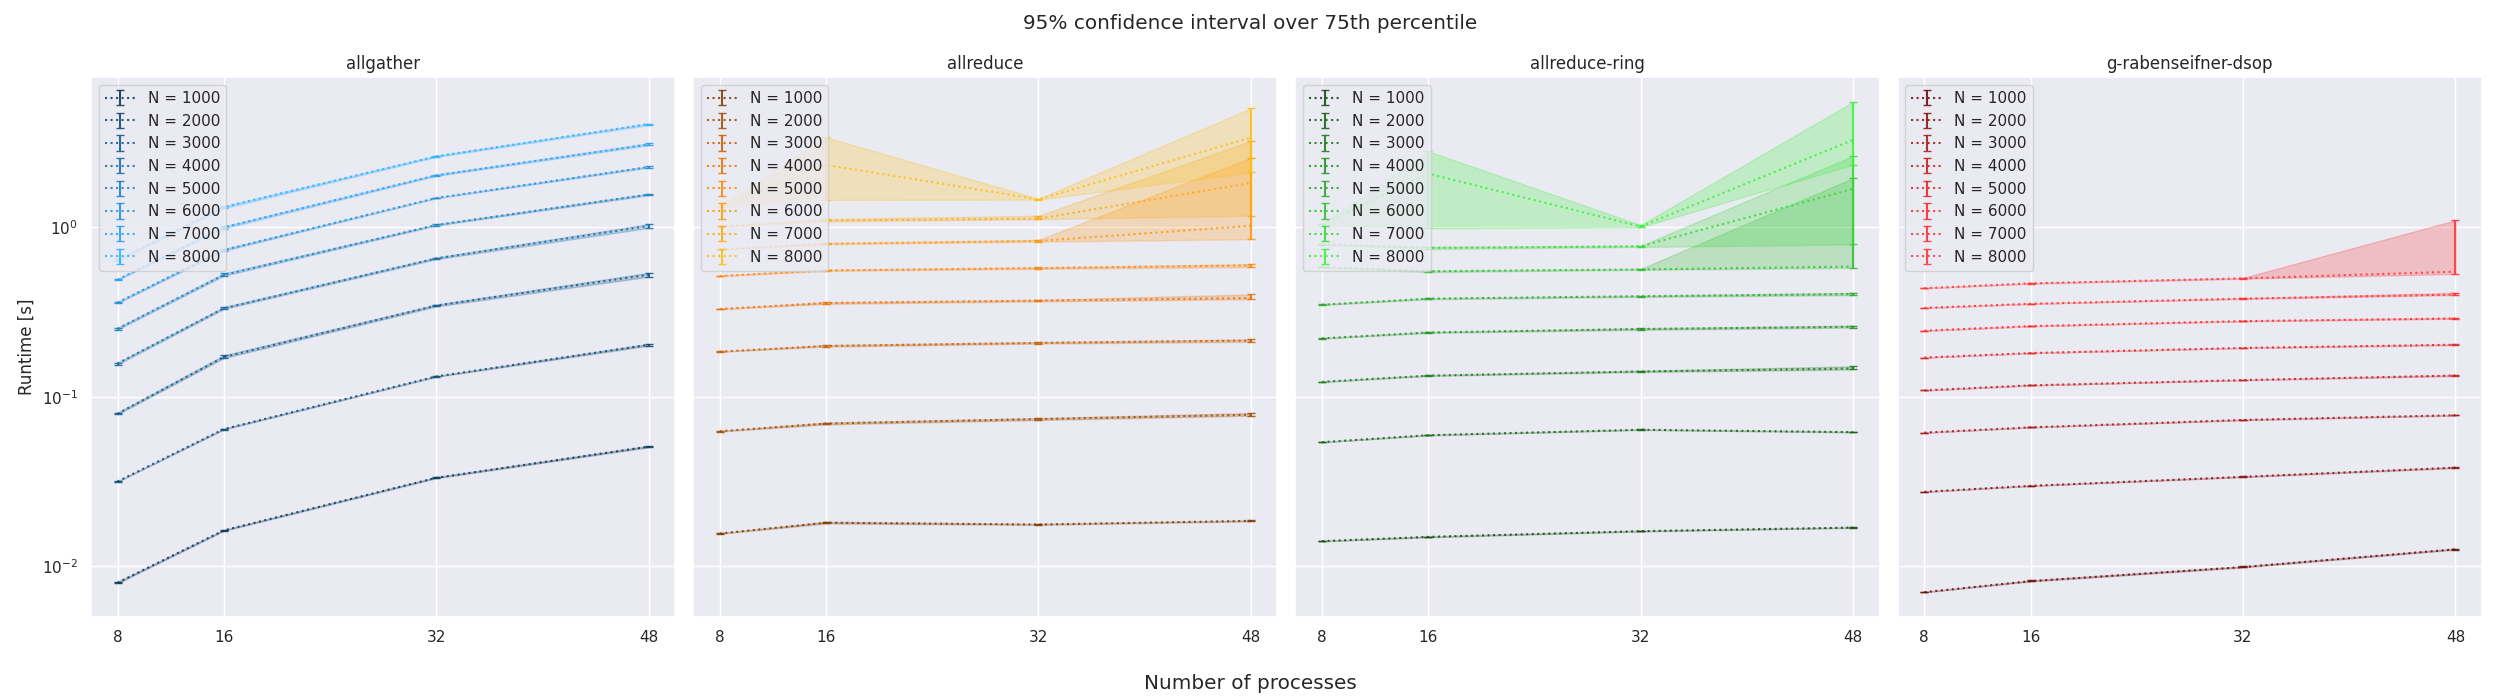 95% confidence interval over 75th percentile
allgather
allreduce
allreduce-ring
g-rabenseifner-dsop
N = 1000
N = 2000
N = 3000
N = 4000
N = 5000
N = 6000
N = 7000
N = 8000
N = 1000
N = 2000
N = 3000
N = 4000
N = 5000
N = 6000
N = 7000
N = 8000
N = 1000
N = 2000
N = 3000
N = 4000
N = 5000
N = 6000
N = 7000
N = 8000
N = 1000
N = 2000
N = 3000
N = 4000
N = 5000
N = 6000
N = 7000
N = 8000
Runtime [s]
10⁰
10⁻¹
10⁻²
8 16 32 48
8 16 32 48
8 16 32 48
8 16 32 48
Number of processes